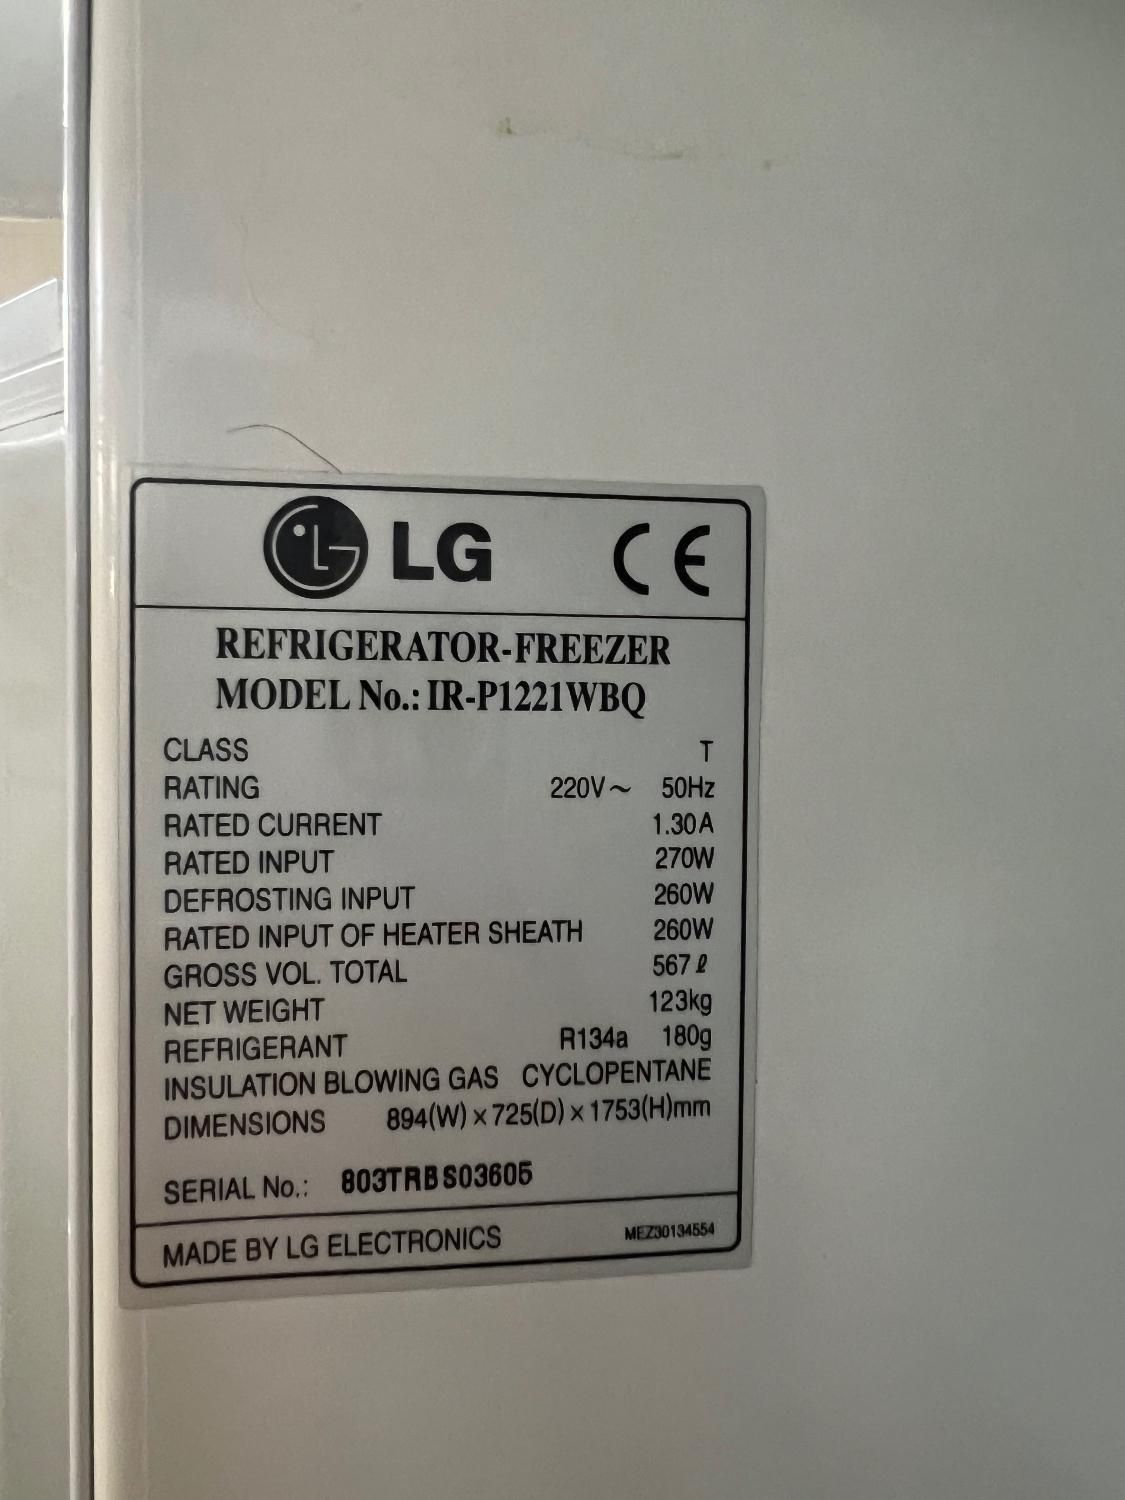 LG CE
REFRIGERATOR-FREEZER
MODEL No.: IR-P1221WBQ
CLASS T
RATING 220V~ 50Hz
RATED CURRENT 1.30A
RATED INPUT 270W
DEFROSTING INPUT 260W
RATED INPUT OF HEATER SHEATH 260W
GROSS VOL. TOTAL 567 ℓ
NET WEIGHT 123kg
REFRIGERANT R134a 180g
INSULATION BLOWING GAS CYCLOPENTANE
DIMENSIONS 894(W)×725(D)×1753(H)mm
SERIAL No.: 803TRBS03605
MADE BY LG ELECTRONICS MEZ30134554